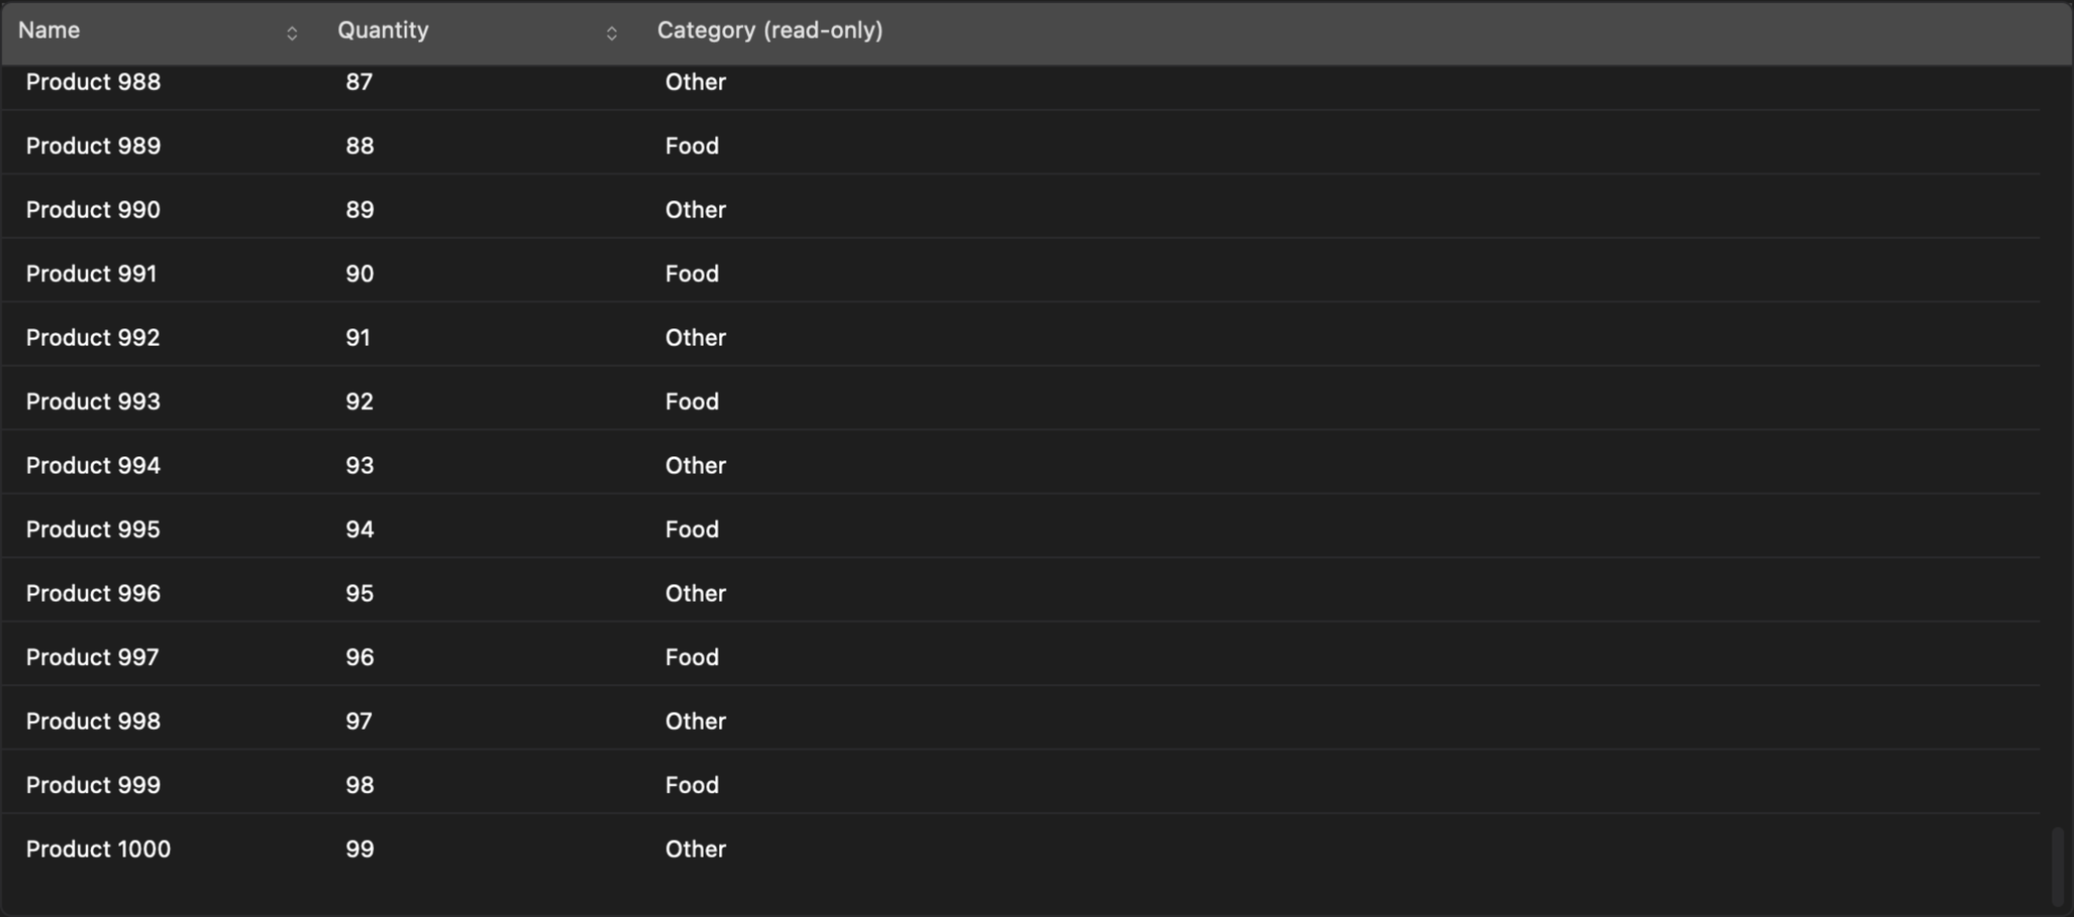 Name Quantity Category (read-only)
Product 988 87 Other
Product 989 88 Food
Product 990 89 Other
Product 991 90 Food
Product 992 91 Other
Product 993 92 Food
Product 994 93 Other
Product 995 94 Food
Product 996 95 Other
Product 997 96 Food
Product 998 97 Other
Product 999 98 Food
Product 1000 99 Other